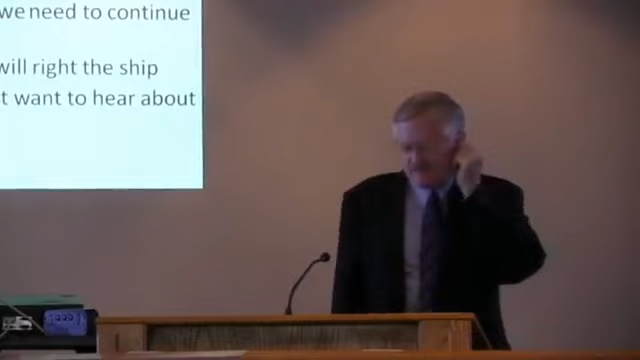 we need to continue
will right the ship
t want to hear about